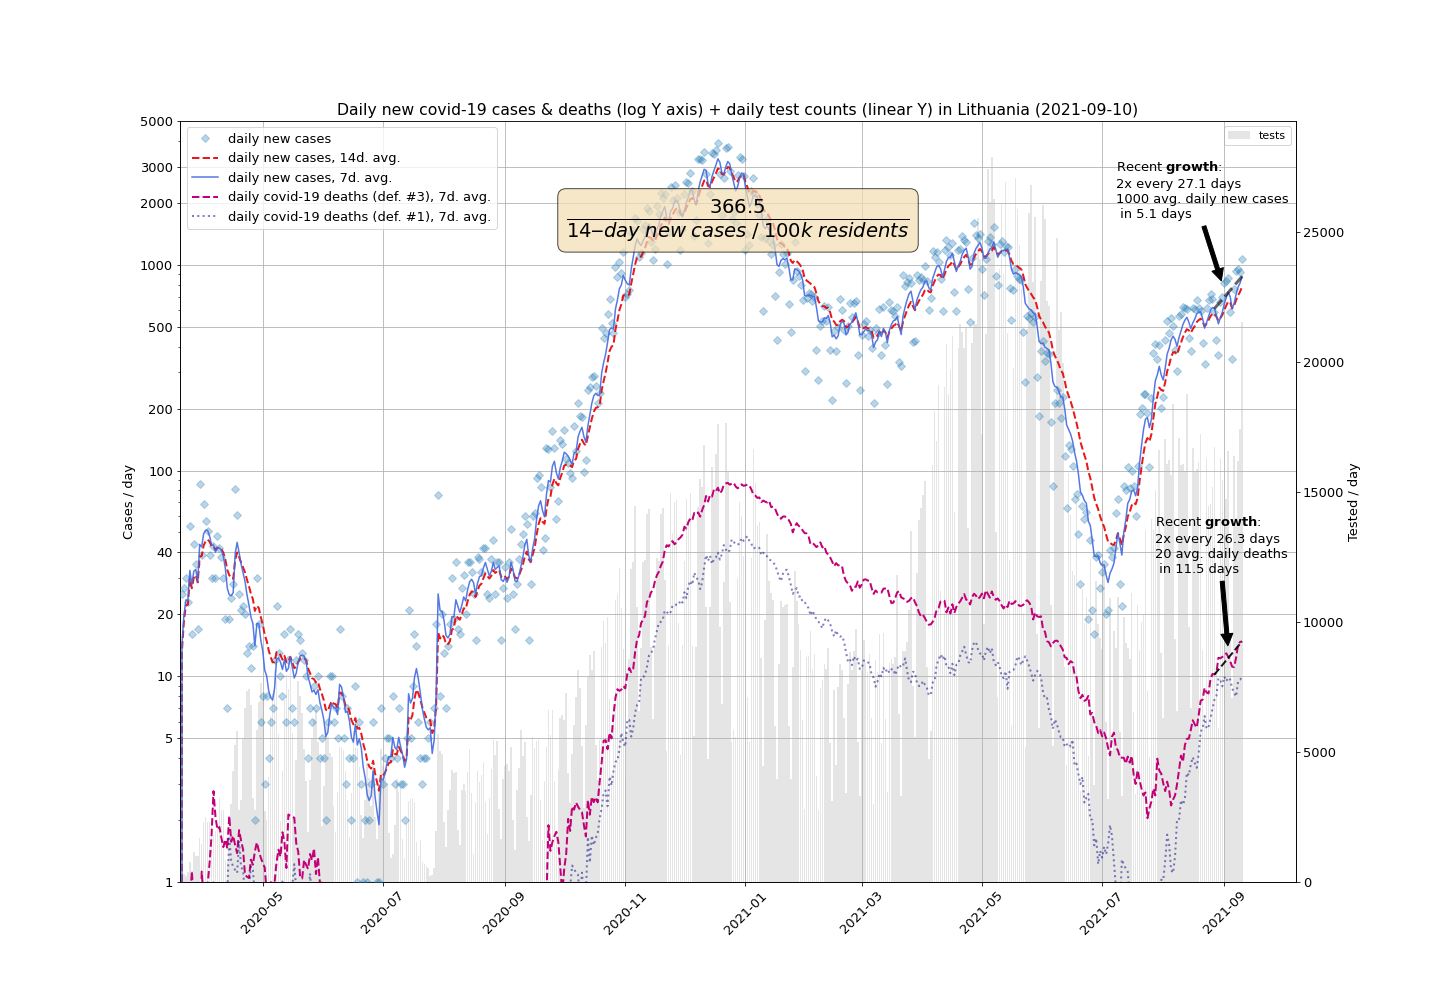 Daily new covid-19 cases & deaths (log Y axis) + daily test counts (linear Y) in Lithuania (2021-09-10)
daily new cases
daily new cases, 14d. avg.
daily new cases, 7d. avg.
daily covid-19 deaths (def. #3), 7d. avg.
daily covid-19 deaths (def. #1), 7d. avg.
tests
366.5
14–day new cases / 100k residents
Recent growth:
2x every 27.1 days
1000 avg. daily new cases
in 5.1 days
Recent growth:
2x every 26.3 days
20 avg. daily deaths
in 11.5 days
Cases / day
5000
3000
2000
1000
500
200
100
40
20
10
5
1
Tested / day
25000
20000
15000
10000
5000
0
2020-05
2020-07
2020-09
2020-11
2021-01
2021-03
2021-05
2021-07
2021-09